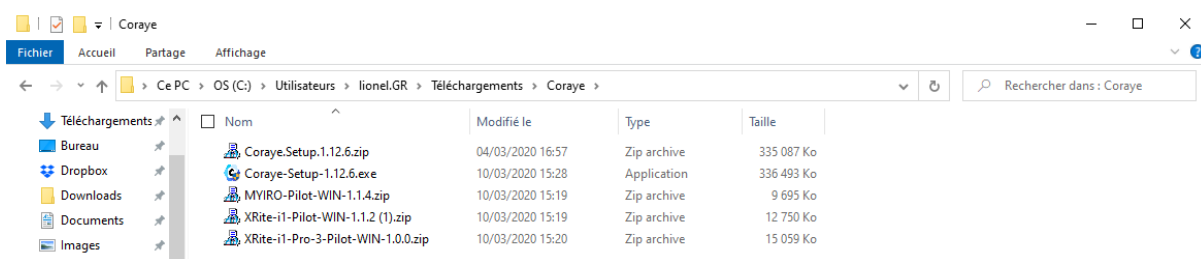 Coraye
Fichier Accueil Partage Affichage
Ce PC > OS (C:) > Utilisateurs > lionel.GR > Téléchargements > Coraye >
Rechercher dans : Coraye
Téléchargements
Bureau
Dropbox
Downloads
Documents
Images
Nom Modifié le Type Taille
Coraye.Setup.1.12.6.zip 04/03/2020 16:57 Zip archive 335 087 Ko
Coraye-Setup-1.12.6.exe 10/03/2020 15:28 Application 336 493 Ko
MYIRO-Pilot-WIN-1.1.4.zip 10/03/2020 15:19 Zip archive 9 695 Ko
XRite-i1-Pilot-WIN-1.1.2 (1).zip 10/03/2020 15:19 Zip archive 12 750 Ko
XRite-i1-Pro-3-Pilot-WIN-1.0.0.zip 10/03/2020 15:20 Zip archive 15 059 Ko